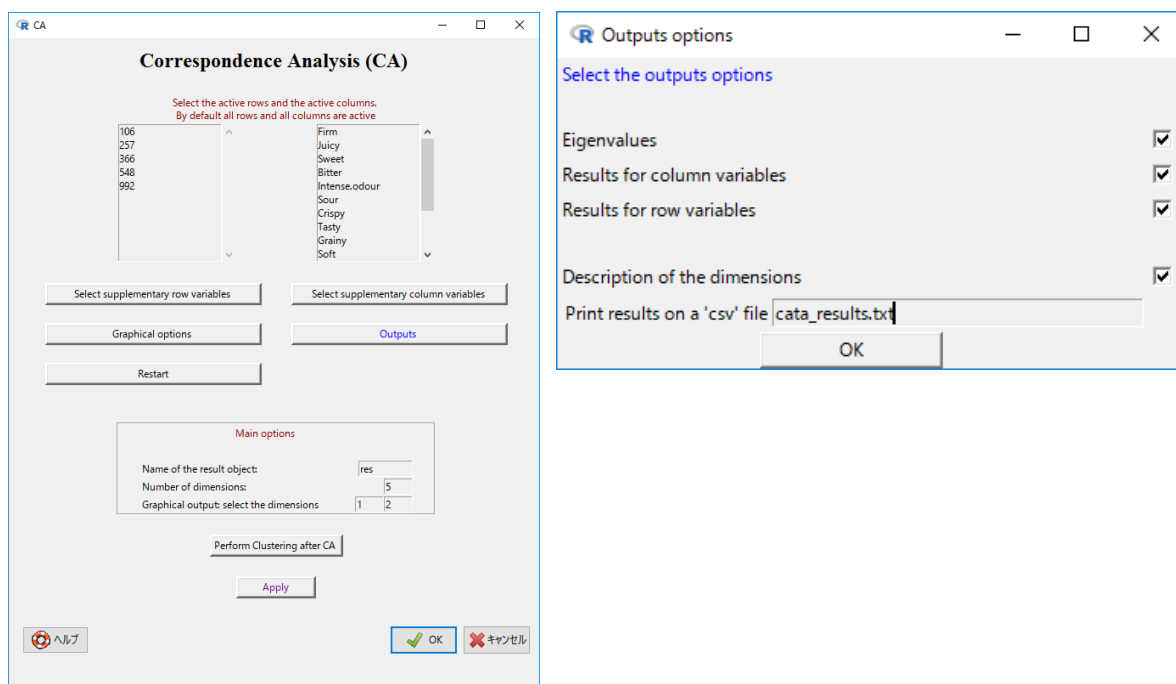 CA
Correspondence Analysis (CA)
Select the active rows and the active columns.
By default all rows and all columns are active
106
257
366
548
992
Firm
Juicy
Sweet
Bitter
Intense.odour
Sour
Crispy
Tasty
Grainy
Soft
Select supplementary row variables
Select supplementary column variables
Graphical options
Outputs
Restart
Main options
Name of the result object: res
Number of dimensions: 5
Graphical output: select the dimensions 1 2
Perform Clustering after CA
Apply
ヘルプ
OK
キャンセル
Outputs options
Select the outputs options
Eigenvalues
Results for column variables
Results for row variables
Description of the dimensions
Print results on a 'csv' file cata_results.txt
OK